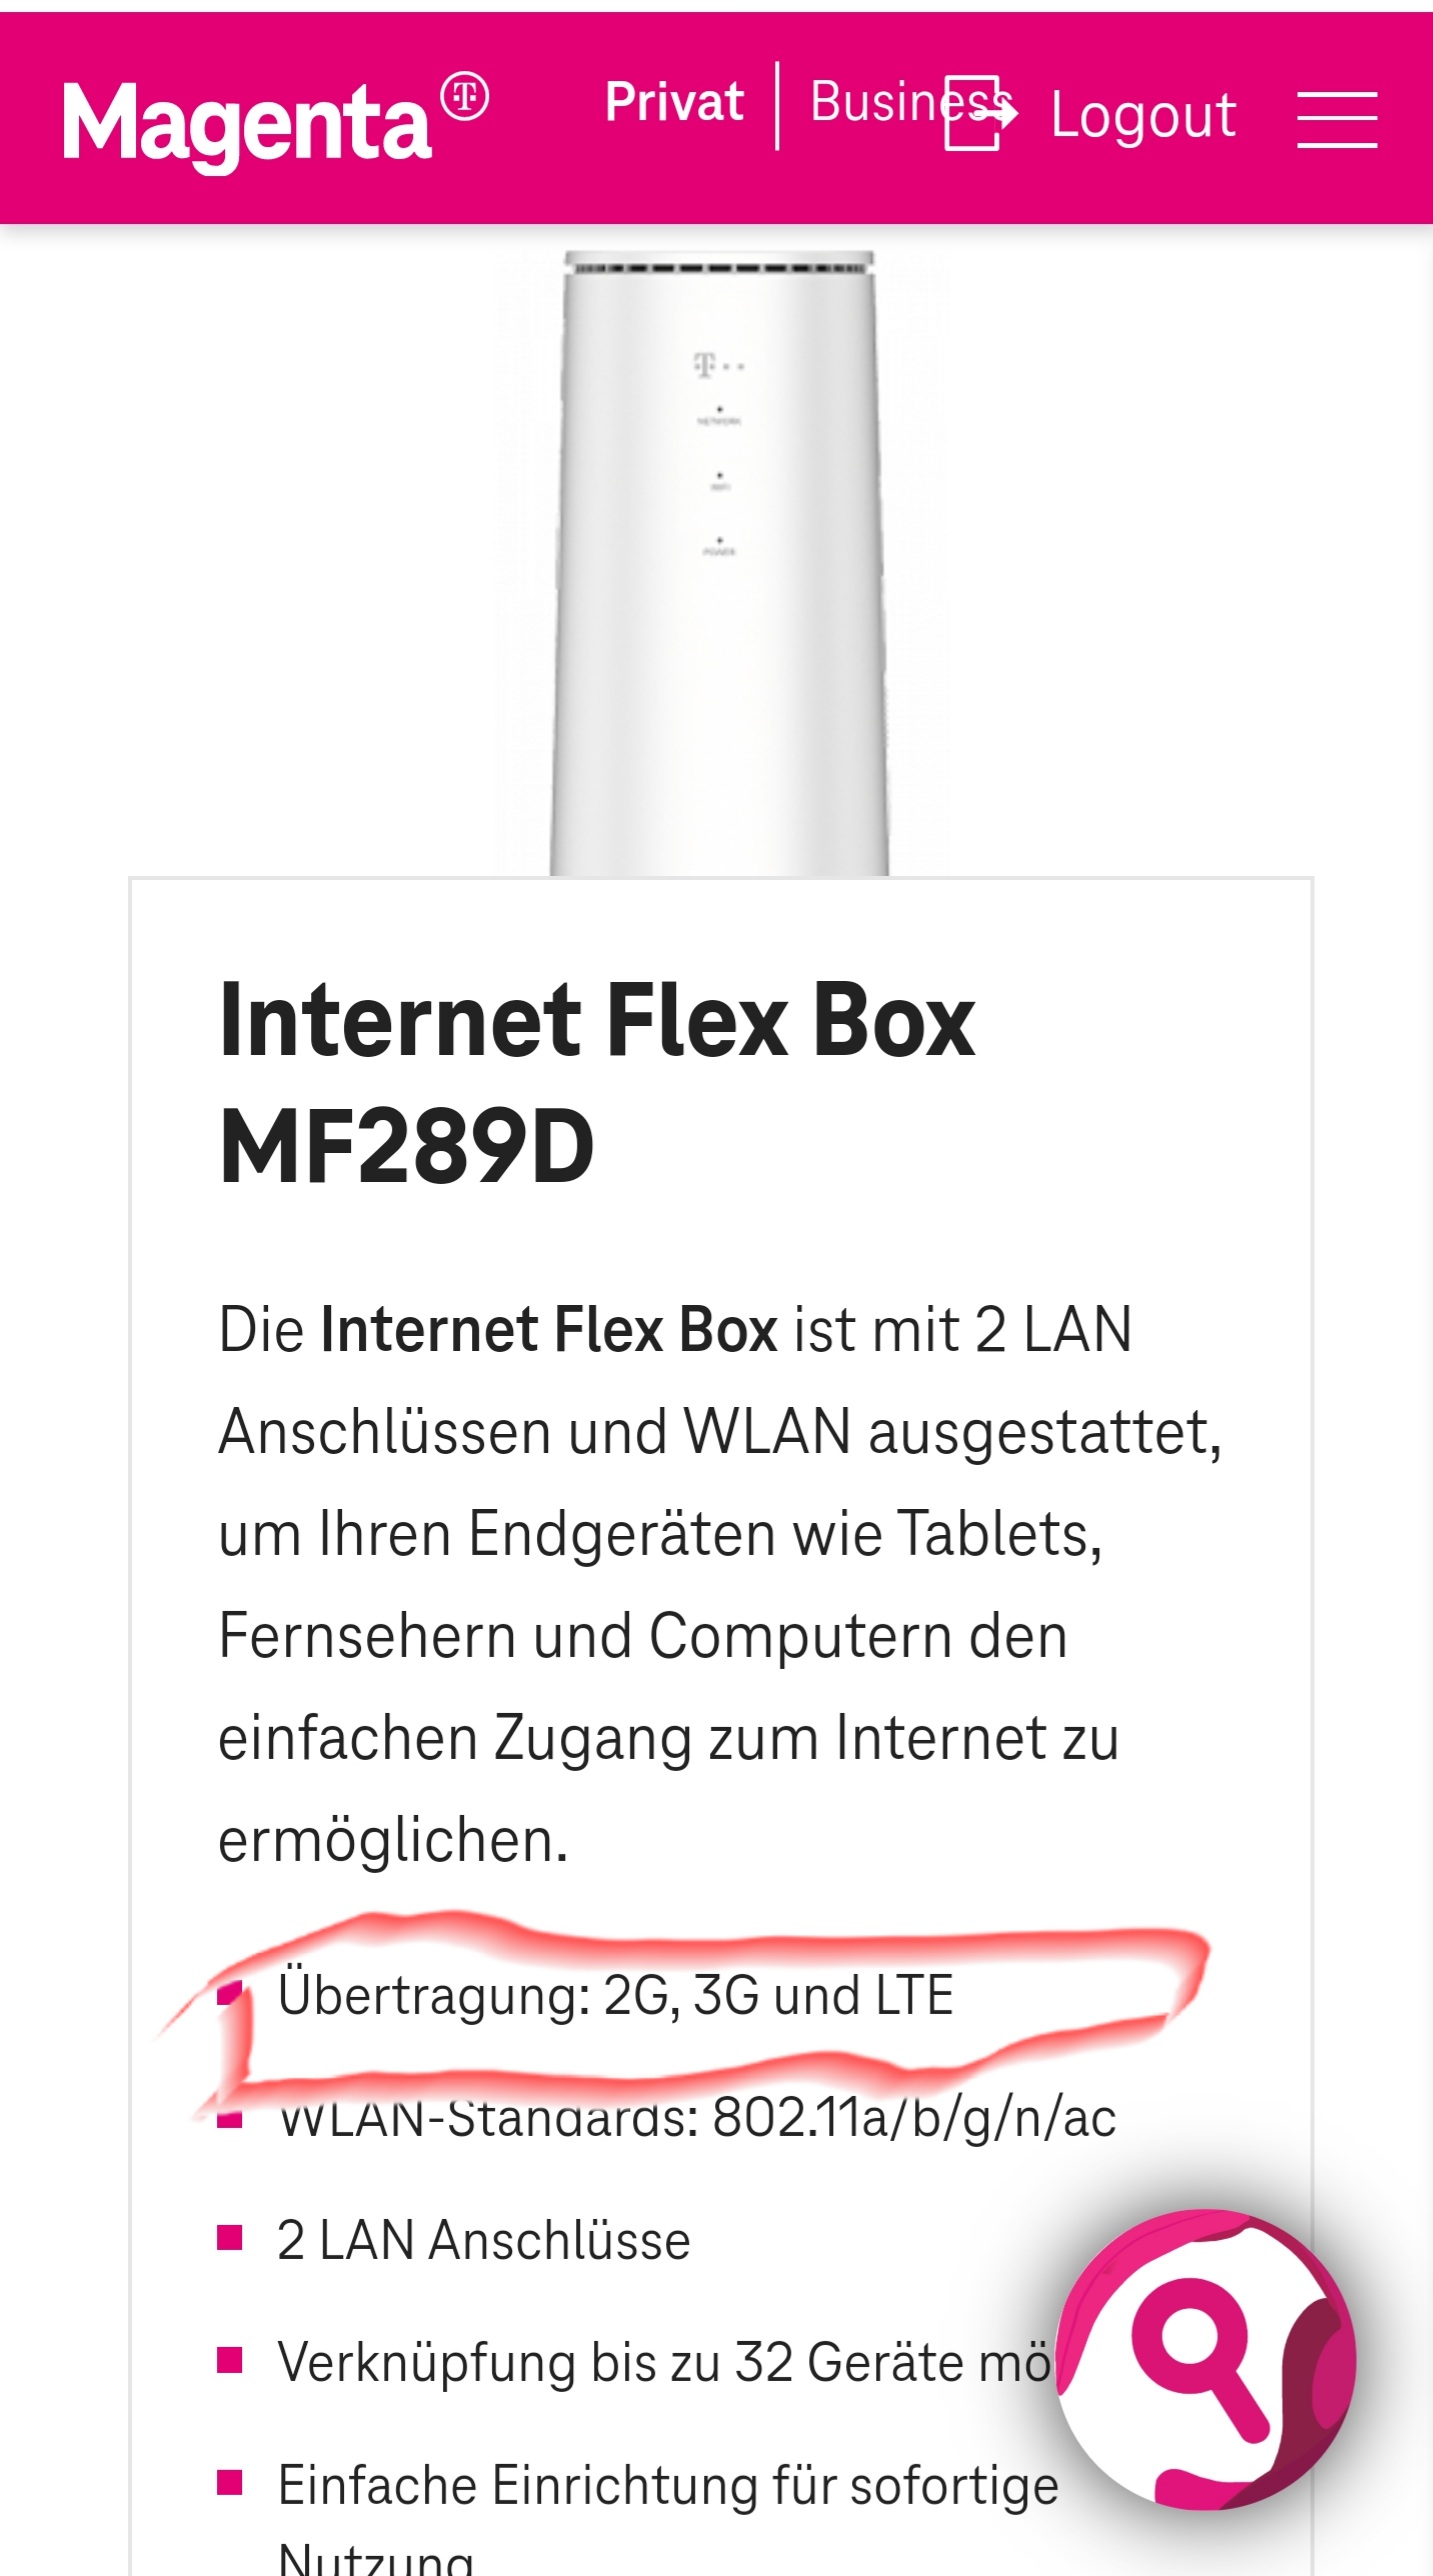 Magenta
Privat
Business
Logout
NETWORK
WIFI
POWER
Internet Flex Box
MF289D
Die Internet Flex Box ist mit 2 LAN
Anschlüssen und WLAN ausgestattet,
um Ihren Endgeräten wie Tablets,
Fernsehern und Computern den
einfachen Zugang zum Internet zu
ermöglichen.
Übertragung: 2G, 3G und LTE
WLAN-Standards: 802.11a/b/g/n/ac
2 LAN Anschlüsse
Verknüpfung bis zu 32 Geräte mö
Einfache Einrichtung für sofortige
Nutzung